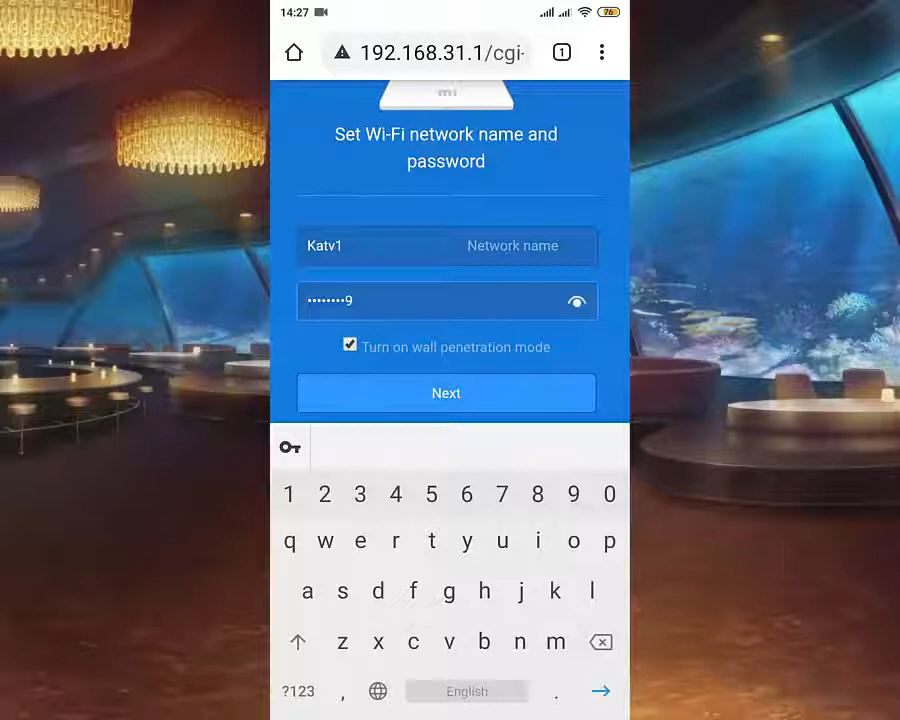 14:27 76
192.168.31.1/cgi- 1
mi
Set Wi-Fi network name and
password
Katv1 Network name
••••••••9
Turn on wall penetration mode
Next
1 2 3 4 5 6 7 8 9 0
q w e r t y u i o p
a s d f g h j k l
z x c v b n m
?123 , English .